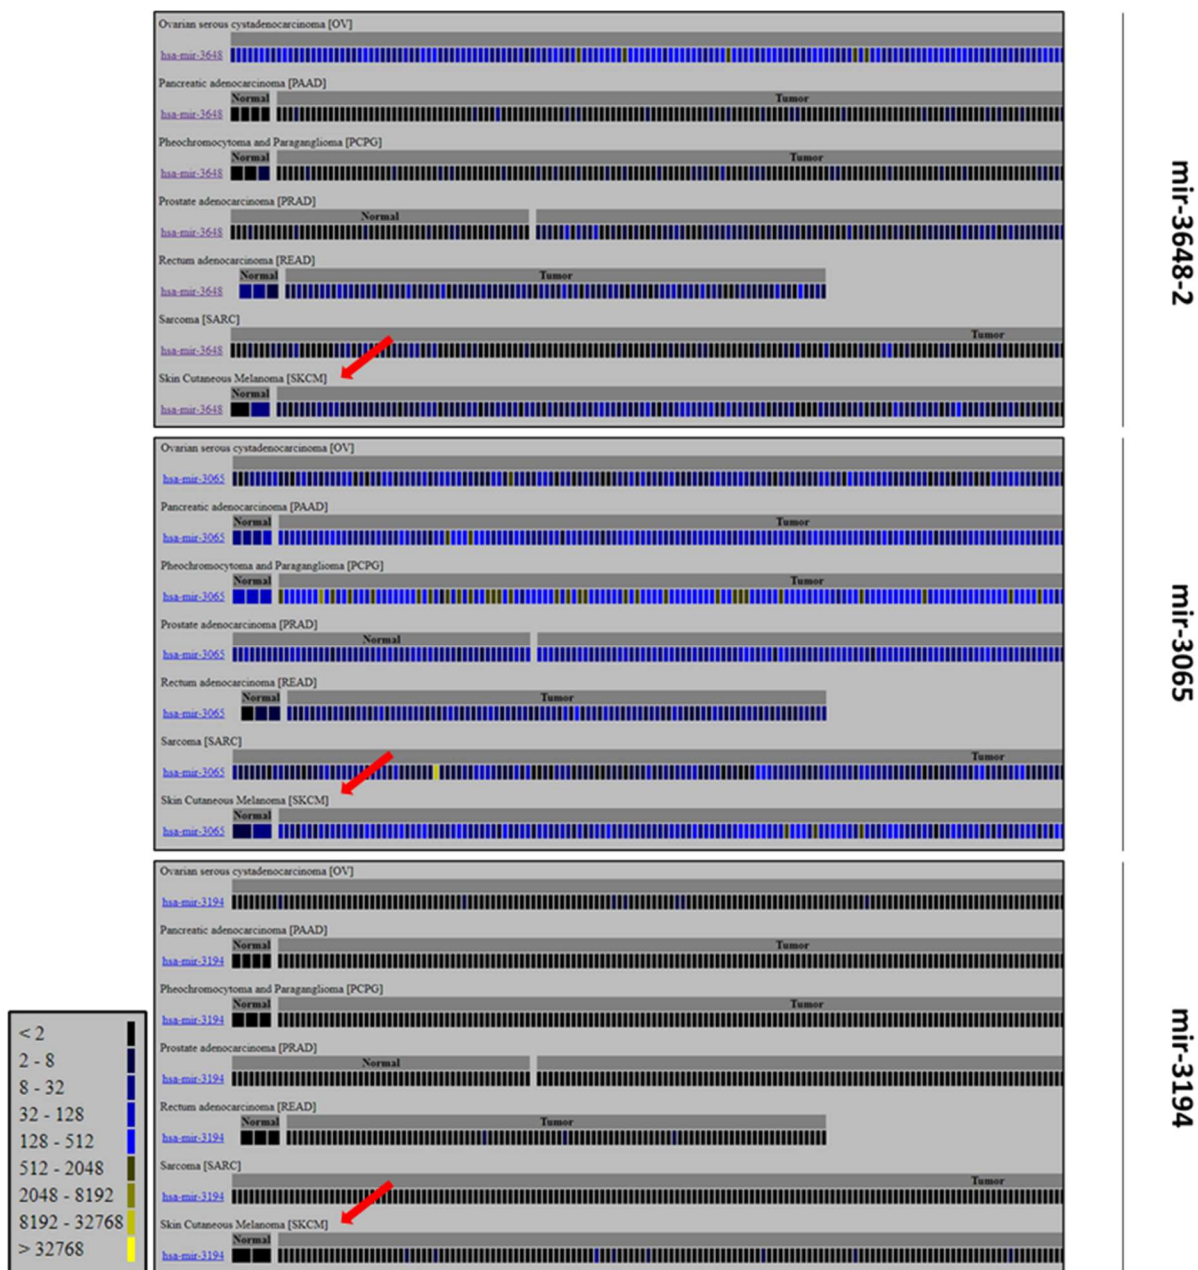 Ovarian serous cystadenocarcinoma [OV]
hsa-mir-3648
Pancreatic adenocarcinoma [PAAD]
Normal Tumor
hsa-mir-3648
Pheochromocytoma and Paraganglioma [PCPG]
Normal Tumor
hsa-mir-3648
Prostate adenocarcinoma [PRAD]
Normal
hsa-mir-3648
Rectum adenocarcinoma [READ]
Normal Tumor
hsa-mir-3648
Sarcoma [SARC]
Tumor
hsa-mir-3648
Skin Cutaneous Melanoma [SKCM]
Normal
hsa-mir-3648
mir-3648-2
Ovarian serous cystadenocarcinoma [OV]
hsa-mir-3065
Pancreatic adenocarcinoma [PAAD]
Normal Tumor
hsa-mir-3065
Pheochromocytoma and Paraganglioma [PCPG]
Normal Tumor
hsa-mir-3065
Prostate adenocarcinoma [PRAD]
Normal
hsa-mir-3065
Rectum adenocarcinoma [READ]
Normal Tumor
hsa-mir-3065
Sarcoma [SARC]
Tumor
hsa-mir-3065
Skin Cutaneous Melanoma [SKCM]
Normal
hsa-mir-3065
mir-3065
Ovarian serous cystadenocarcinoma [OV]
hsa-mir-3194
Pancreatic adenocarcinoma [PAAD]
Normal Tumor
hsa-mir-3194
Pheochromocytoma and Paraganglioma [PCPG]
Normal Tumor
hsa-mir-3194
Prostate adenocarcinoma [PRAD]
Normal
hsa-mir-3194
Rectum adenocarcinoma [READ]
Normal Tumor
hsa-mir-3194
Sarcoma [SARC]
Tumor
hsa-mir-3194
Skin Cutaneous Melanoma [SKCM]
Normal
hsa-mir-3194
mir-3194
< 2
2 - 8
8 - 32
32 - 128
128 - 512
512 - 2048
2048 - 8192
8192 - 32768
> 32768